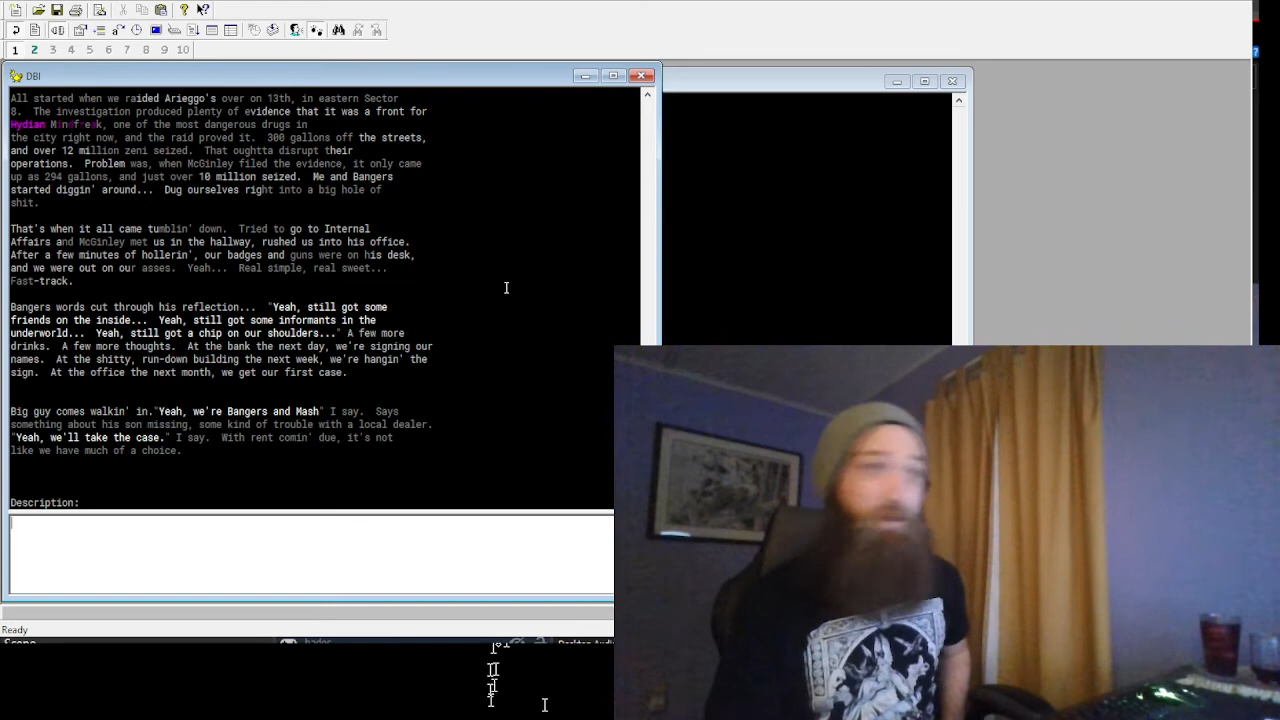 1 2 3 4 5 6 7 8 9 10
DBI
All started when we raided Arieggo's over on 13th, in eastern Sector
8.  The investigation produced plenty of evidence that it was a front for
Hydian Mindfreak, one of the most dangerous drugs in
the city right now, and the raid proved it.  300 gallons off the streets,
and over 12 million zeni seized.  That oughtta disrupt their
operations.  Problem was, when McGinley filed the evidence, it only came
up as 294 gallons, and just over 10 million seized.  Me and Bangers
started diggin' around...  Dug ourselves right into a big hole of
shit.
That's when it all came tumblin' down.  Tried to go to Internal
Affairs and McGinley met us in the hallway, rushed us into his office.
After a few minutes of hollerin', our badges and guns were on his desk,
and we were out on our asses.  Yeah...  Real simple, real sweet...
Fast-track.
Bangers words cut through his reflection...  "Yeah, still got some
friends on the inside...  Yeah, still got some informants in the
underworld...  Yeah, still got a chip on our shoulders..." A few more
drinks.  A few more thoughts.  At the bank the next day, we're signing our
names.  At the shitty, run-down building the next week, we're hangin' the
sign.  At the office the next month, we get our first case.
Big guy comes walkin' in."Yeah, we're Bangers and Mash" I say.  Says
something about his son missing, some kind of trouble with a local dealer.
"Yeah, we'll take the case." I say.  With rent comin' due, it's not
like we have much of a choice.
Description:
Ready